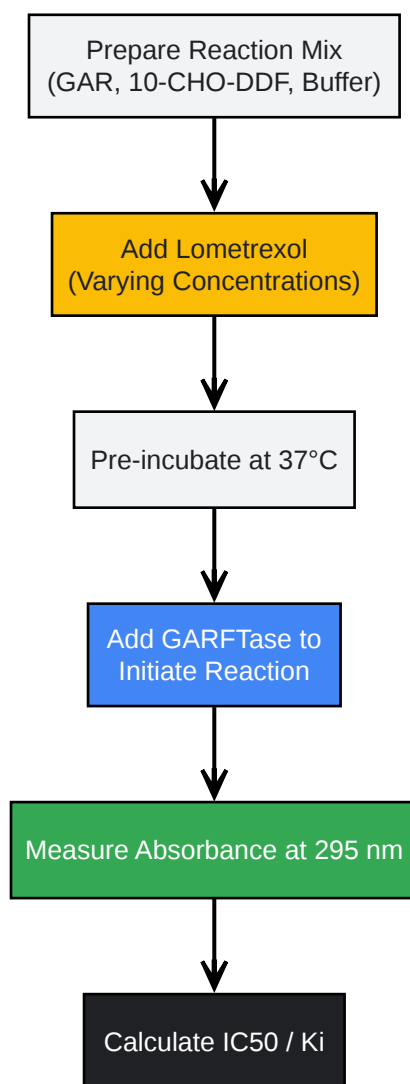 Prepare Reaction Mix
(GAR, 10-CHO-DDF, Buffer)
Add Lometrexol
(Varying Concentrations)
Pre-incubate at 37°C
Add GARFTase to
Initiate Reaction
Measure Absorbance at 295 nm
Calculate IC50 / Ki